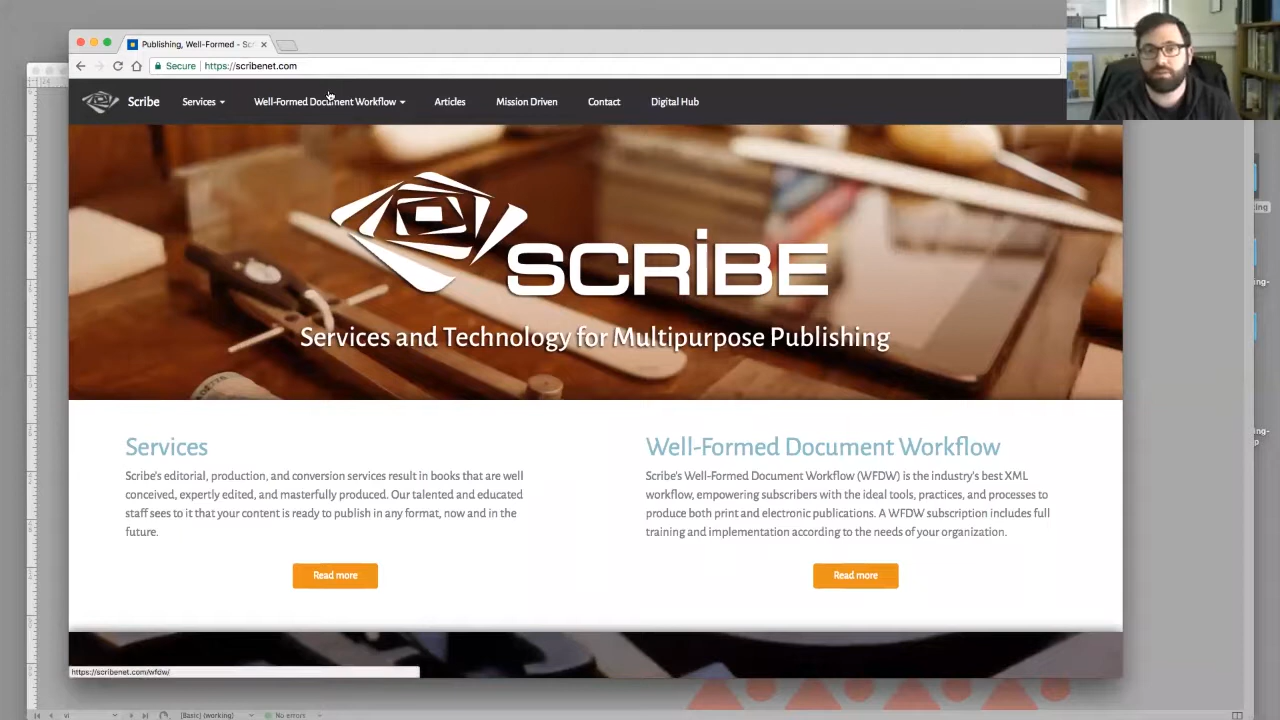 Publishing, Well-Formed - Scr
Secure https://scribenet.com
Scribe Services Well-Formed Document Workflow Articles Mission Driven Contact Digital Hub
SCRiBE
Services and Technology for Multipurpose Publishing
Services
Scribe's editorial, production, and conversion services result in books that are well
conceived, expertly edited, and masterfully produced. Our talented and educated
staff sees to it that your content is ready to publish in any format, now and in the
future.
Read more
Well-Formed Document Workflow
Scribe's Well-Formed Document Workflow (WFDW) is the industry's best XML
workflow, empowering subscribers with the ideal tools, practices, and processes to
produce both print and electronic publications. A WFDW subscription includes full
training and implementation according to the needs of your organization.
Read more
https://scribenet.com/wfdw/
vi [Basic] (working) No errors